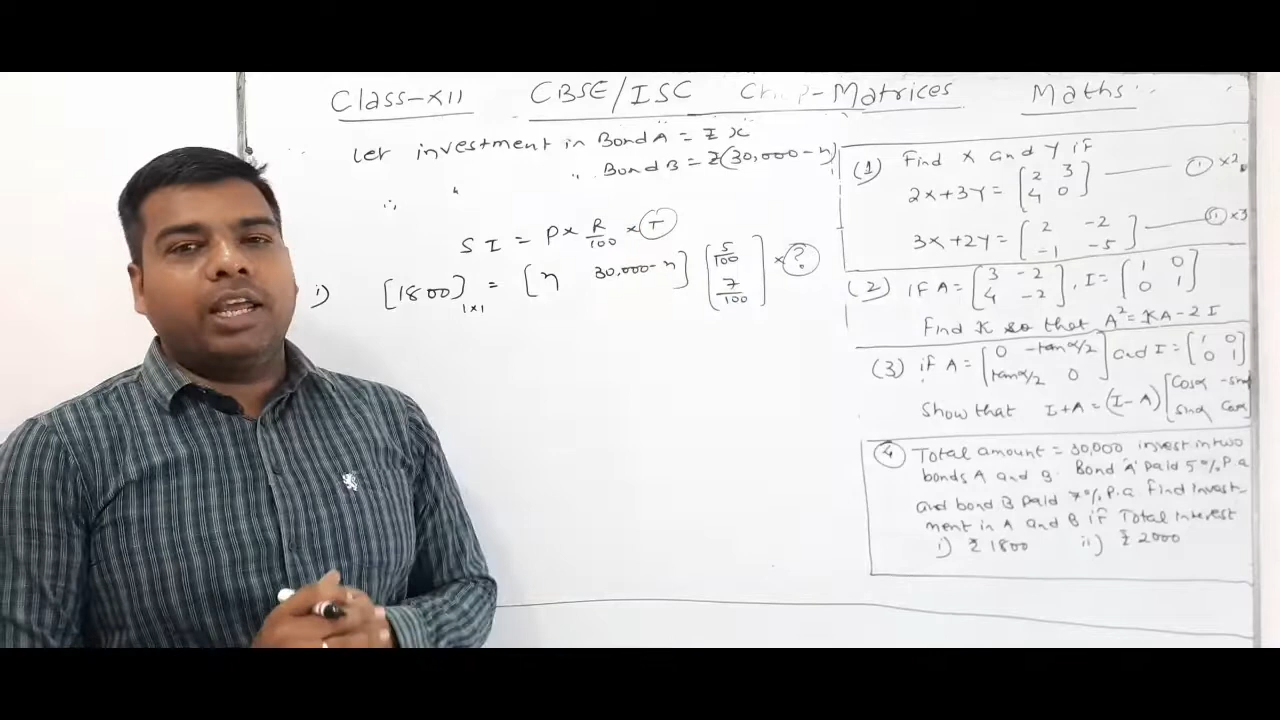 Class-XII CBSE/ISC Chap-Matrices Maths
Let investment in Bond A = ₹ x
∴ " " Bond B = ₹(30,000-x)
S I = P× R/100 × T
i) [1800]1×1 = [x 30,000-x] [5/100 7/100] × ?
(1) Find X and Y if
2X+3Y = [2 3 4 0] — (i) ×2
3X+2Y = [2 -2 -1 -5] — (ii) ×3
(2) if A = [3 -2 4 -2], I = [1 0 0 1]
Find K so that A² = KA-2I
(3) if A = [0 -tanα/2 tanα/2 0] and I = [1 0 0 1]
Show that I+A = (I-A) [Cosα -sinα sinα Cosα]
(4) Total amount = 30,000 invest in two
bonds A and B. Bond 'A' paid 5% P.a
and bond B paid 7% P.a. Find Invest-
ment in A and B if Total Interest
i) ₹ 1800 ii) ₹ 2000